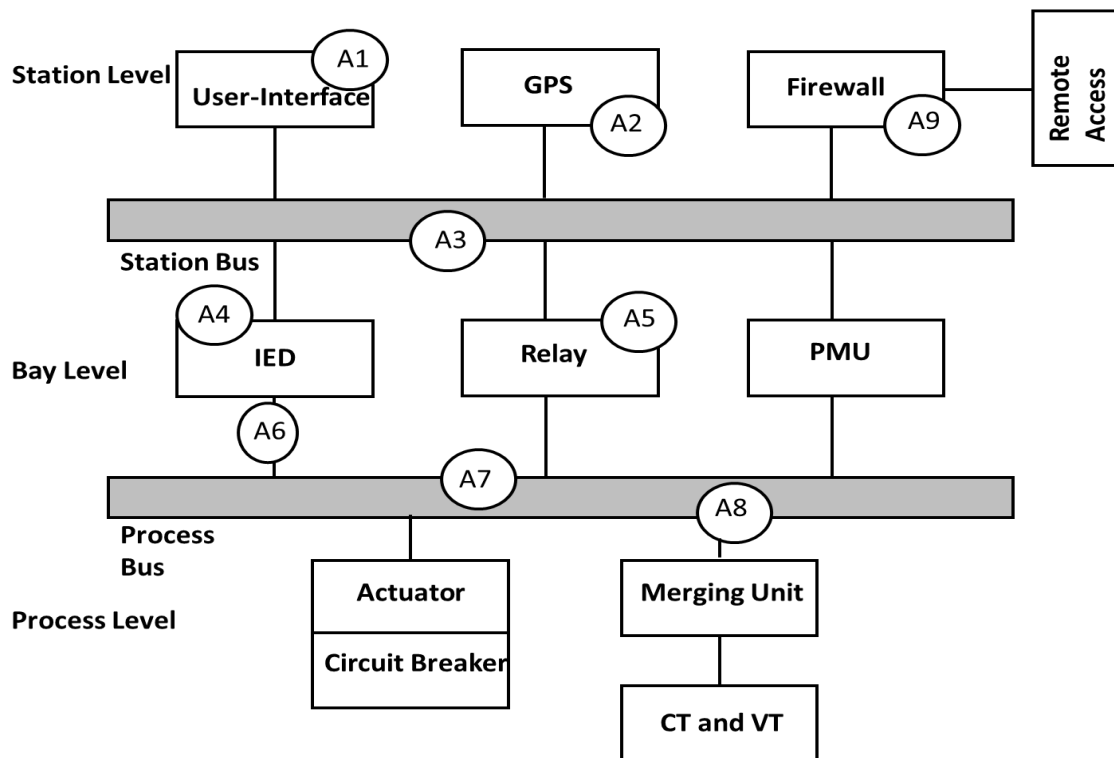 Station Level
A1
User-Interface
GPS
A2
Firewall
A9
Remote
Access
A3
Station Bus
A4
IED
Relay
A5
PMU
Bay Level
A6
A7
A8
Process
Bus
Actuator
Merging Unit
Process Level
Circuit Breaker
CT and VT